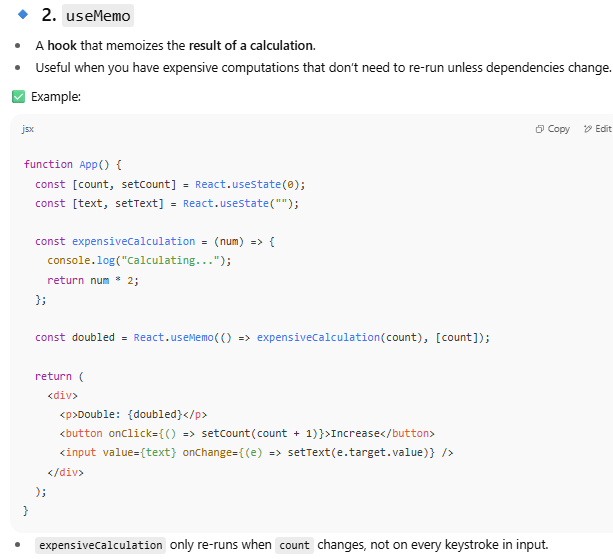 2. useMemo
A hook that memoizes the result of a calculation.
Useful when you have expensive computations that don't need to re-run unless dependencies change.
Example:
jsx Copy Edit
function App() {
  const [count, setCount] = React.useState(0);
  const [text, setText] = React.useState("");

  const expensiveCalculation = (num) => {
    console.log("Calculating...");
    return num * 2;
  };

  const doubled = React.useMemo(() => expensiveCalculation(count), [count]);

  return (
    <div>
      <p>Double: {doubled}</p>
      <button onClick={() => setCount(count + 1)}>Increase</button>
      <input value={text} onChange={(e) => setText(e.target.value)} />
    </div>
  );
}
expensiveCalculation only re-runs when count changes, not on every keystroke in input.